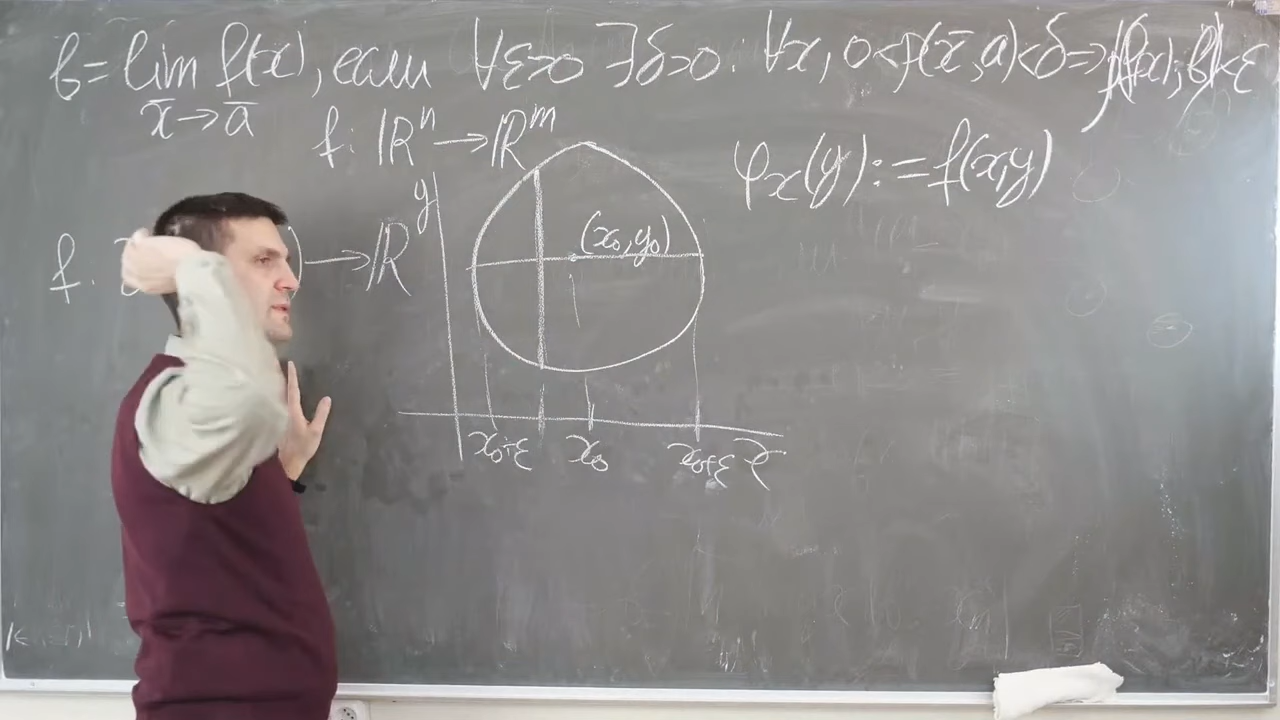 b = lim f(x), если ∀ε>0 ∃δ>0: ∀x, 0<ρ(x̄,a)<δ ⇒ ρ(f(x); b)<ε
x̄→ā
f: ℝⁿ → ℝᵐ
φₓ(y) := f(x,y)
y
(x₀, y₀)
f: → ℝ
x₀-ε x₀ x₀+ε x